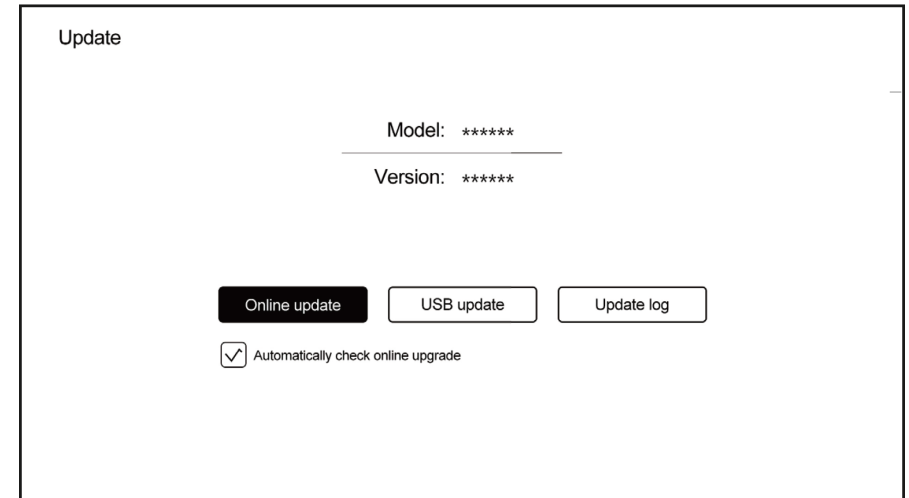 Update
Model: ******
Version: ******
Online update
USB update
Update log
Automatically check online upgrade